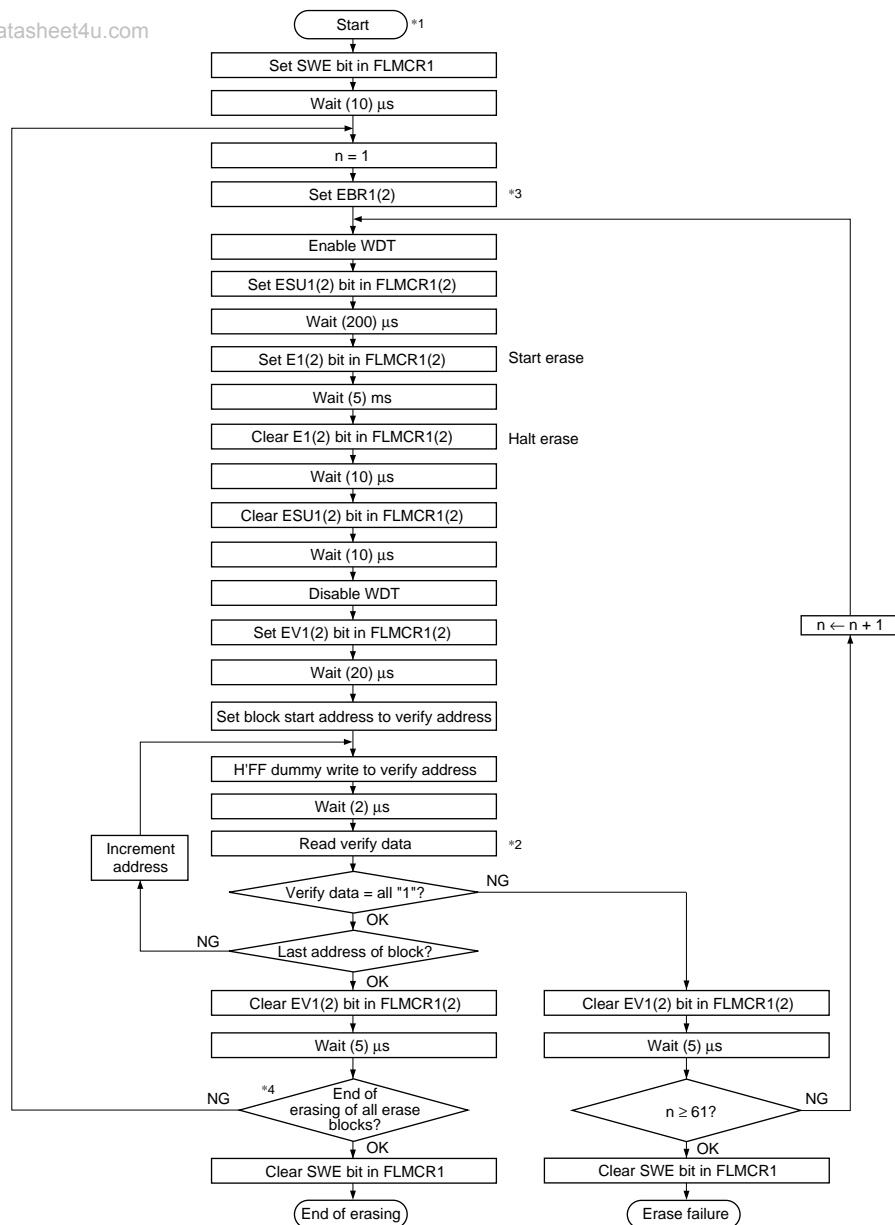 atasheet4u.com
Start *1
Set SWE bit in FLMCR1
Wait (10) μs
n = 1
Set EBR1(2) *3
Enable WDT
Set ESU1(2) bit in FLMCR1(2)
Wait (200) μs
Set E1(2) bit in FLMCR1(2) Start erase
Wait (5) ms
Clear E1(2) bit in FLMCR1(2) Halt erase
Wait (10) μs
Clear ESU1(2) bit in FLMCR1(2)
Wait (10) μs
Disable WDT
Set EV1(2) bit in FLMCR1(2)
n ← n + 1
Wait (20) μs
Set block start address to verify address
H'FF dummy write to verify address
Wait (2) μs
Increment
address
Read verify data *2
Verify data = all "1"? NG
OK
NG Last address of block?
OK
Clear EV1(2) bit in FLMCR1(2) Clear EV1(2) bit in FLMCR1(2)
Wait (5) μs Wait (5) μs
NG *4 End of
erasing of all erase
blocks?
n ≥ 61? NG
OK OK
Clear SWE bit in FLMCR1 Clear SWE bit in FLMCR1
End of erasing Erase failure